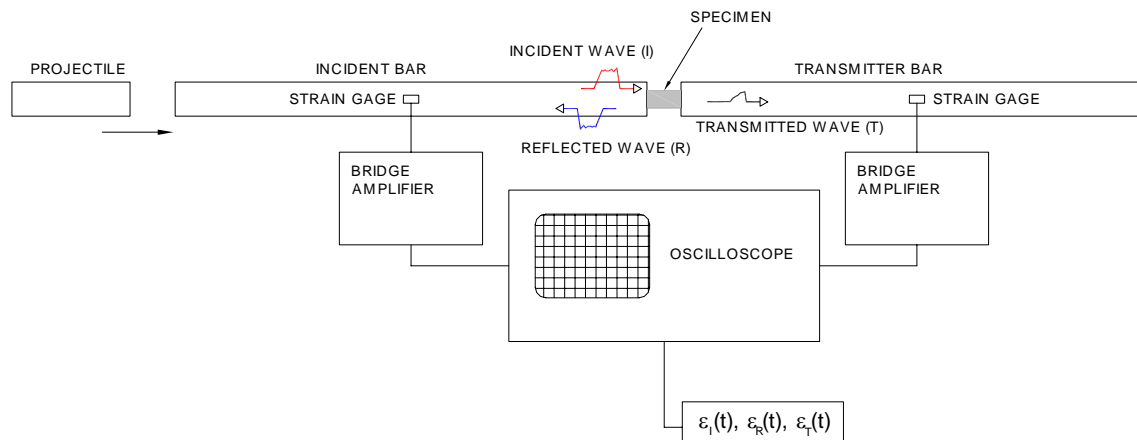 SPECIMEN
INCIDENT WAVE (I)
PROJECTILE
INCIDENT BAR
TRANSMITTER BAR
STRAIN GAGE
STRAIN GAGE
TRANSMITTED WAVE (T)
REFLECTED WAVE (R)
BRIDGE
AMPLIFIER
BRIDGE
AMPLIFIER
OSCILLOSCOPE
ε_I(t), ε_R(t), ε_T(t)